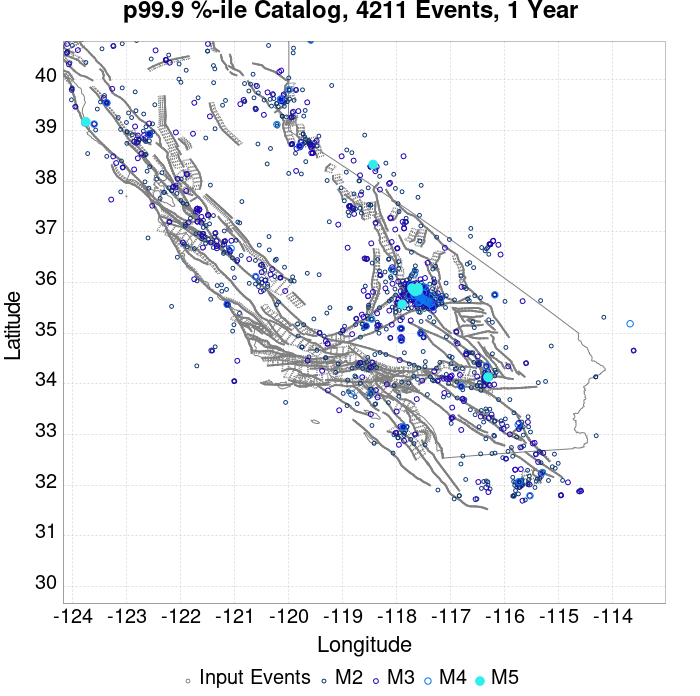 p99.9 %-ile Catalog, 4211 Events, 1 Year
40
39
38
37
36
35
34
33
32
31
30
Latitude
-124 -123 -122 -121 -120 -119 -118 -117 -116 -115 -114
Longitude
Input Events M2 M3 M4 M5